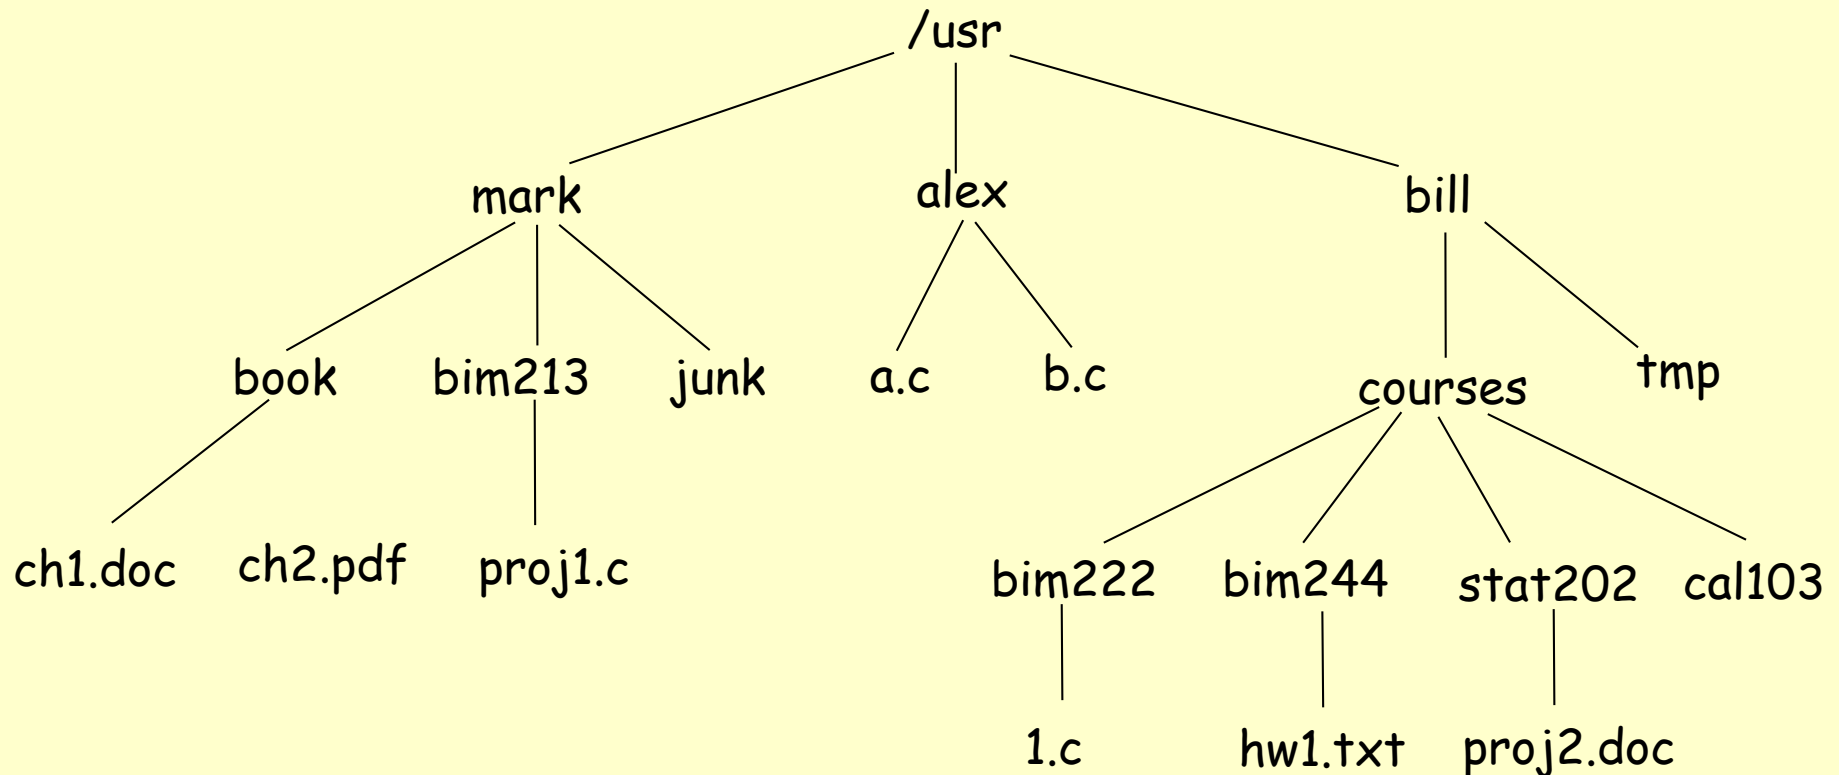 /usr
mark alex bill
book bim213 junk a.c b.c courses tmp
ch1.doc ch2.pdf proj1.c bim222 bim244 stat202 cal103
1.c hw1.txt proj2.doc